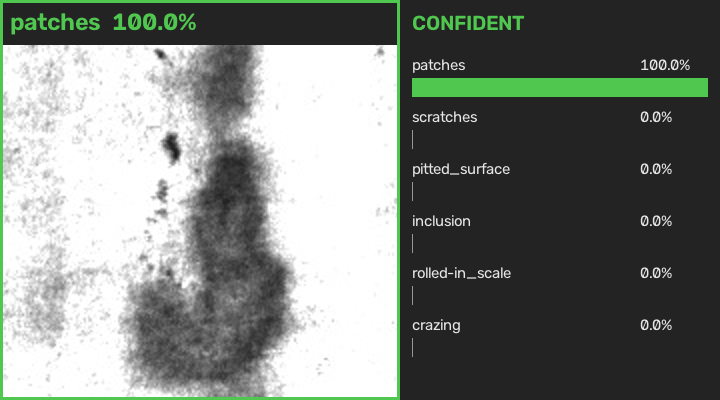 patches 100.0%
CONFIDENT
patches 100.0%
scratches 0.0%
pitted_surface 0.0%
inclusion 0.0%
rolled-in_scale 0.0%
crazing 0.0%